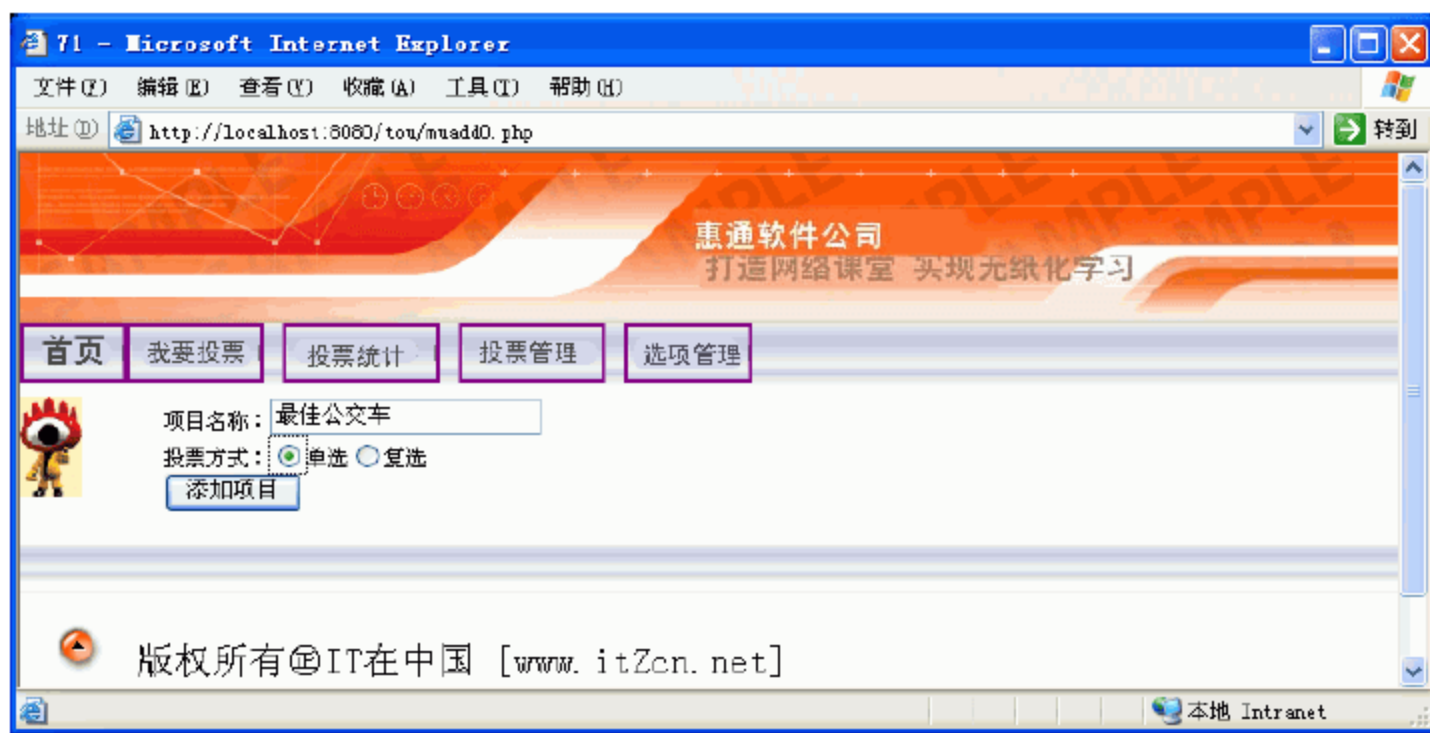 71 - Microsoft Internet Explorer
文件(F) 编辑(E) 查看(V) 收藏(A) 工具(T) 帮助(H)
地址(D) http://localhost:8080/tou/muadd0.php 转到
惠通软件公司
打造网络课堂 实现无纸化学习
首页 我要投票 投票统计 投票管理 选项管理
项目名称：最佳公交车
投票方式： 单选 复选
添加项目
版权所有㊣IT在中国 [www.itZcn.net]
本地 Intranet